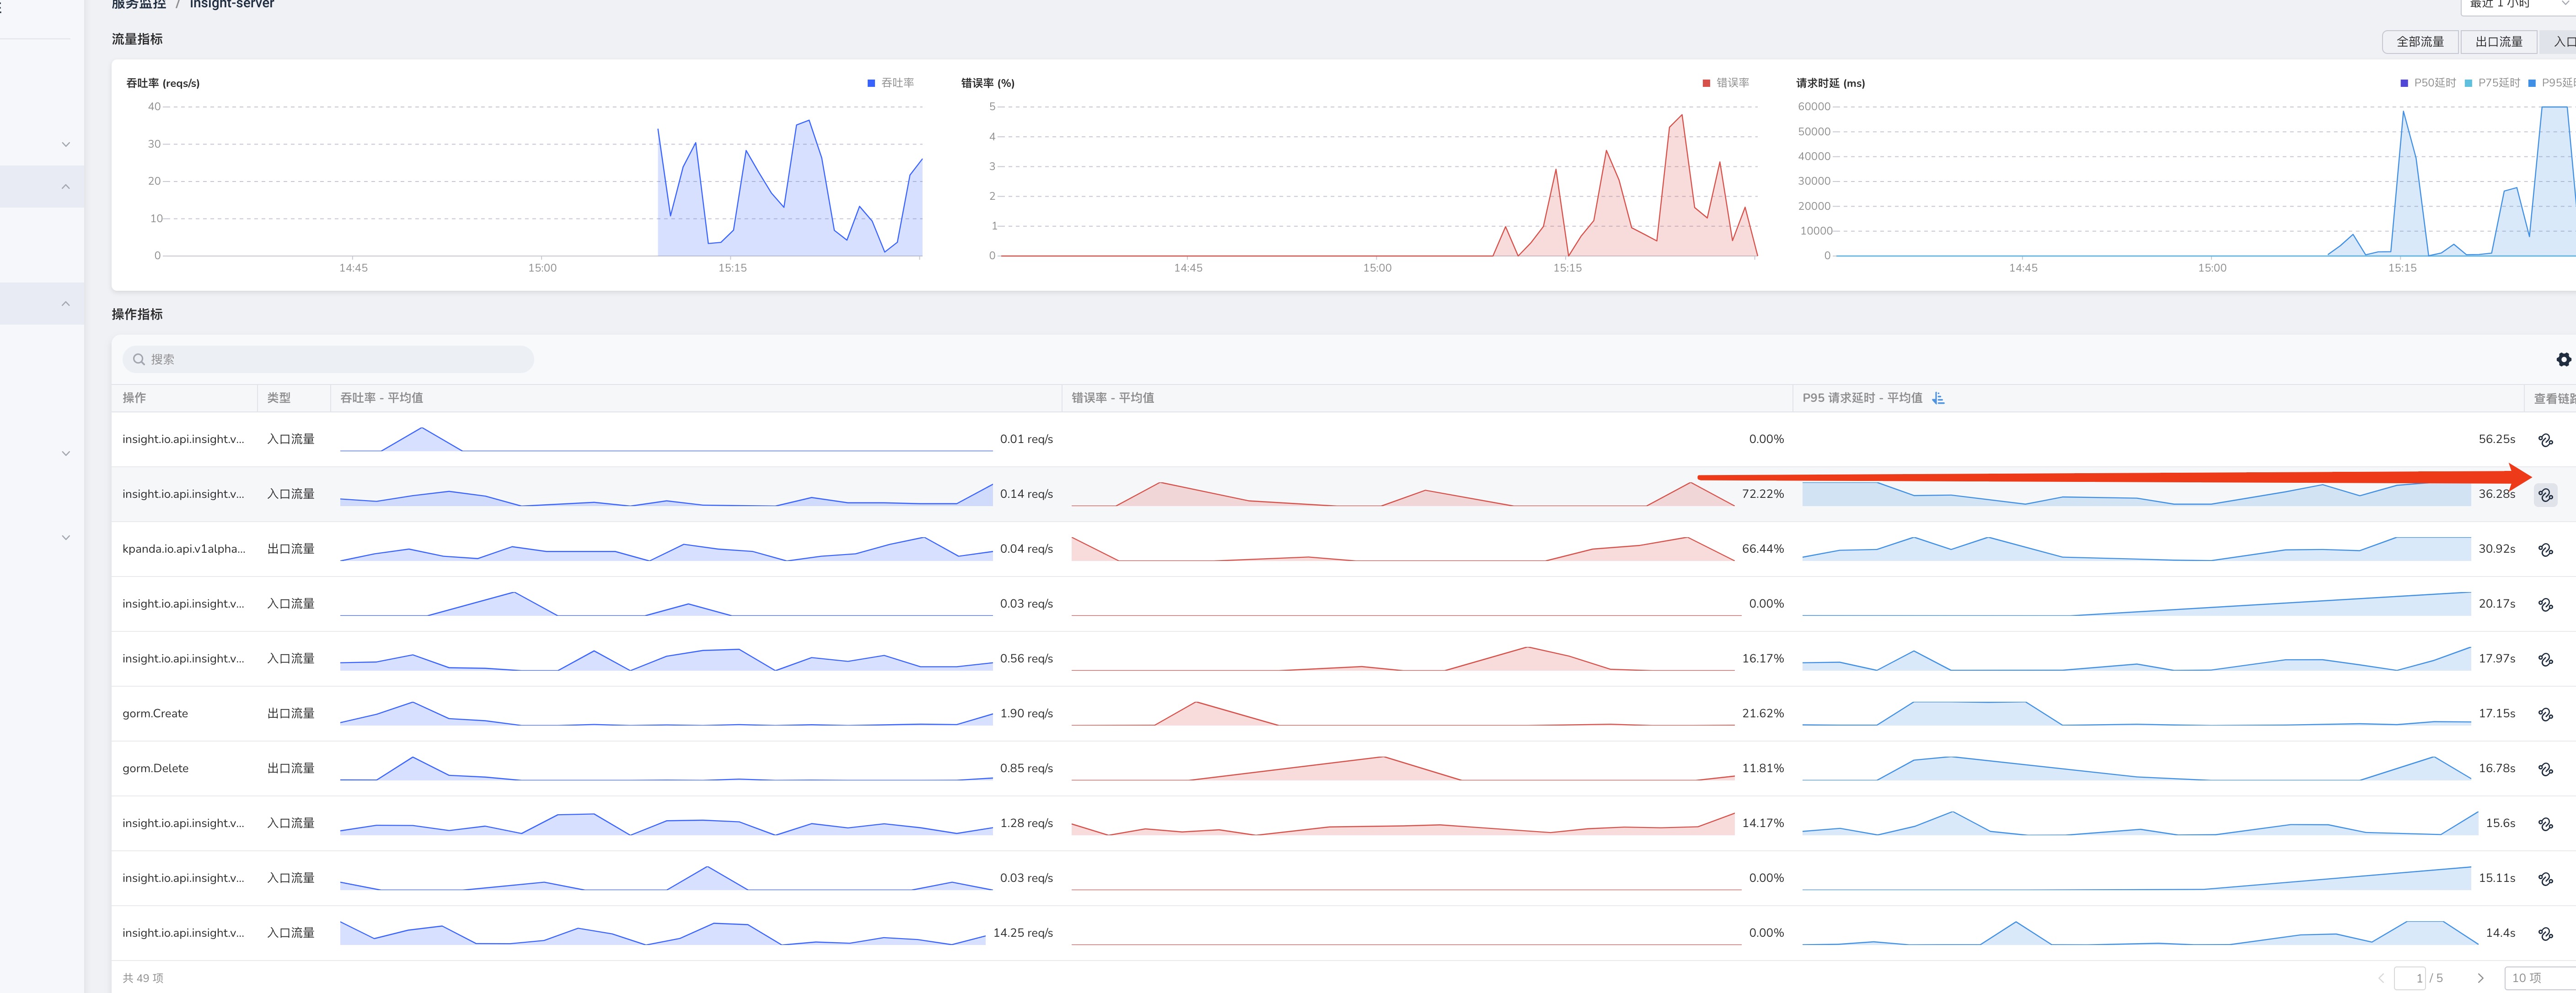 服务监控 / insight-server
最近 1 小时
流量指标
全部流量 出口流量 入口
吞吐率 (reqs/s) 吞吐率
40
30
20
10
0
14:45 15:00 15:15
错误率 (%) 错误率
5
4
3
2
1
0
14:45 15:00 15:15
请求时延 (ms) P50延时 P75延时 P95延时
60000
50000
40000
30000
20000
10000
0
14:45 15:00 15:15
操作指标
搜索
操作 类型 吞吐率 - 平均值 错误率 - 平均值 P95 请求延时 - 平均值 查看链路
insight.io.api.insight.v... 入口流量 0.01 req/s 0.00% 56.25s
insight.io.api.insight.v... 入口流量 0.14 req/s 72.22% 36.28s
kpanda.io.api.v1alpha... 出口流量 0.04 req/s 66.44% 30.92s
insight.io.api.insight.v... 入口流量 0.03 req/s 0.00% 20.17s
insight.io.api.insight.v... 入口流量 0.56 req/s 16.17% 17.97s
gorm.Create 出口流量 1.90 req/s 21.62% 17.15s
gorm.Delete 出口流量 0.85 req/s 11.81% 16.78s
insight.io.api.insight.v... 入口流量 1.28 req/s 14.17% 15.6s
insight.io.api.insight.v... 入口流量 0.03 req/s 0.00% 15.11s
insight.io.api.insight.v... 入口流量 14.25 req/s 0.00% 14.4s
共 49 项 1 / 5 10 项